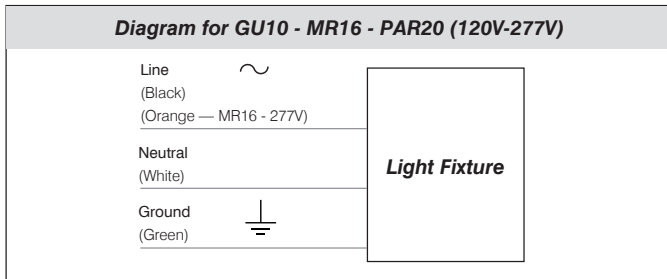 Diagram for GU10 - MR16 - PAR20 (120V-277V)
Line
(Black)
(Orange — MR16 - 277V)
Neutral
(White)
Light Fixture
Ground
(Green)